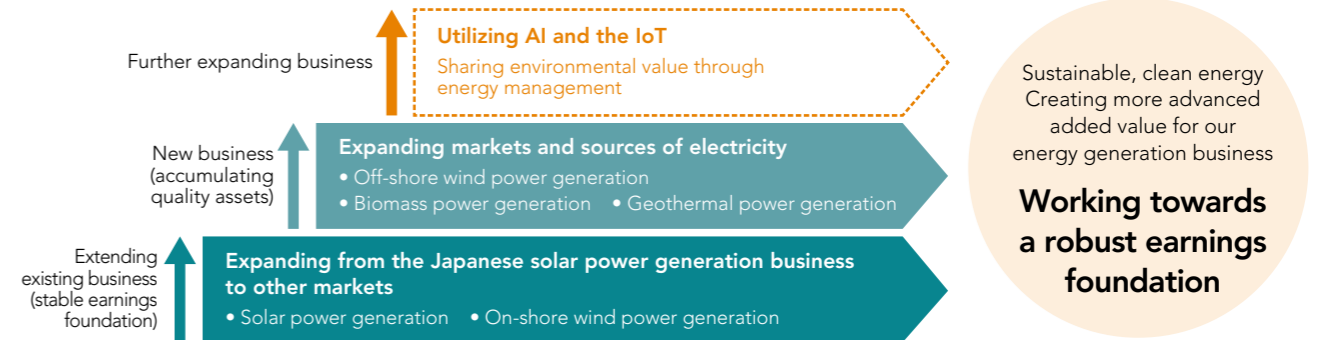 Further expanding business
Utilizing AI and the IoT
Sharing environmental value through
energy management
New business
(accumulating
quality assets)
Expanding markets and sources of electricity
• Off-shore wind power generation
• Biomass power generation • Geothermal power generation
Extending
existing business
(stable earnings
foundation)
Expanding from the Japanese solar power generation business
to other markets
• Solar power generation • On-shore wind power generation
Sustainable, clean energy
Creating more advanced
added value for our
energy generation business
Working towards
a robust earnings
foundation